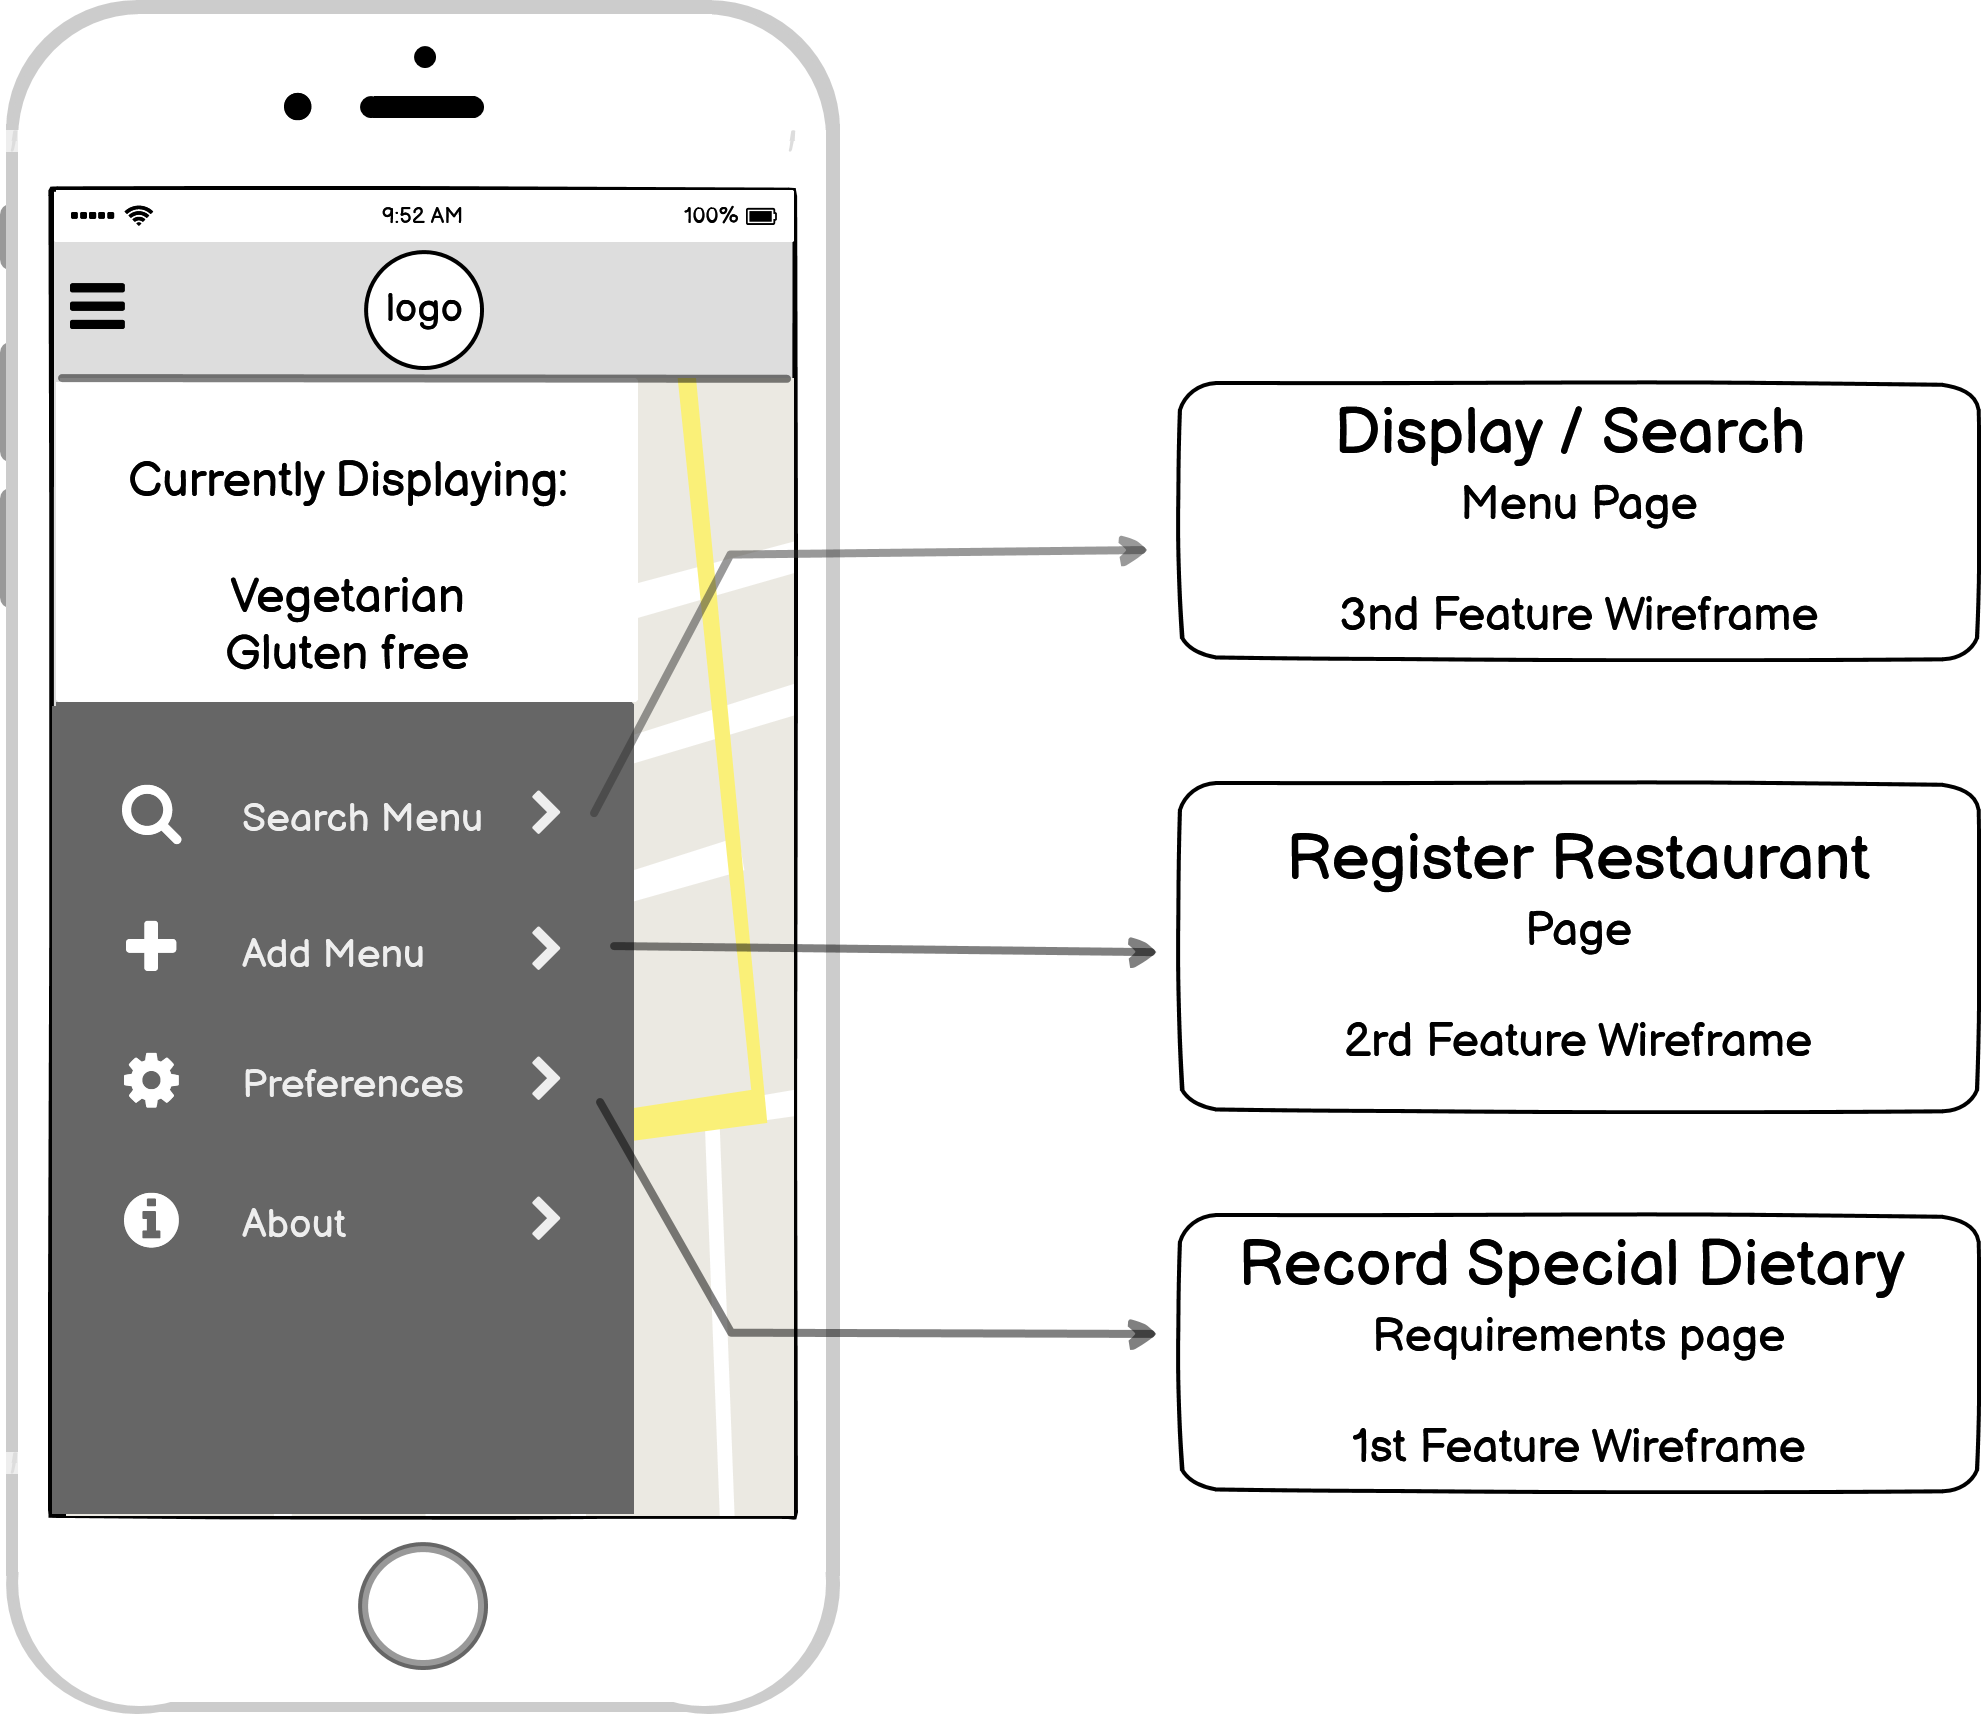 9:52 AM
100%
logo
Currently Displaying:
Vegetarian
Gluten free
Search Menu
Add Menu
Preferences
About
Display / Search
Menu Page
3nd Feature Wireframe
Register Restaurant
Page
2rd Feature Wireframe
Record Special Dietary
Requirements page
1st Feature Wireframe